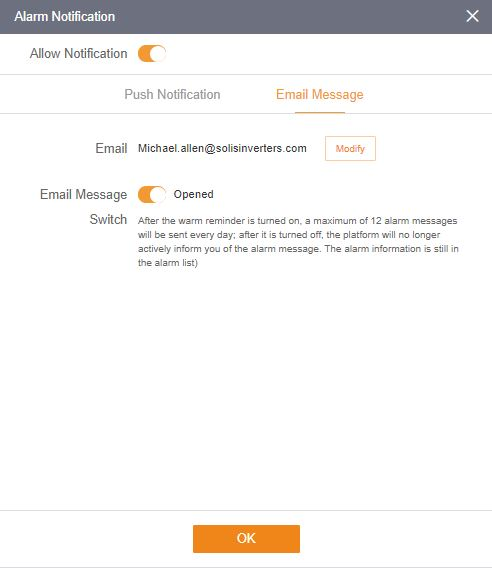 Alarm Notification
Allow Notification
Push Notification Email Message
Email Michael.allen@solisinverters.com Modify
Email Message Opened
Switch After the warm reminder is turned on, a maximum of 12 alarm messages
will be sent every day; after it is turned off, the platform will no longer
actively inform you of the alarm message. The alarm information is still in
the alarm list)
OK